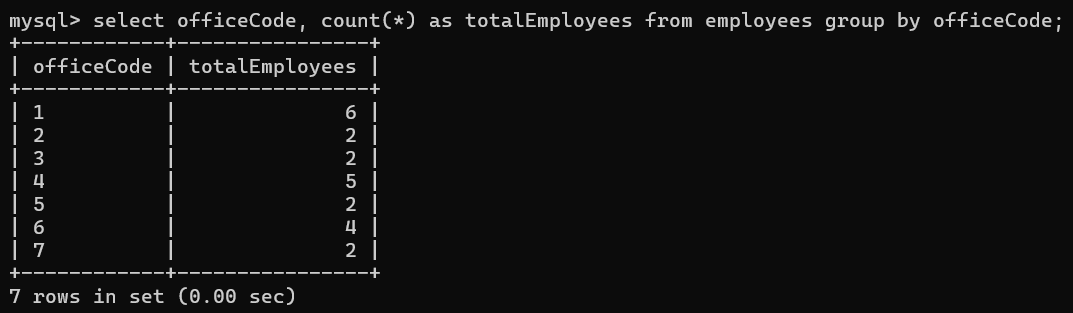 mysql> select officeCode, count(*) as totalEmployees from employees group by officeCode;
+------------+----------------+
| officeCode | totalEmployees |
+------------+----------------+
| 1          |              6 |
| 2          |              2 |
| 3          |              2 |
| 4          |              5 |
| 5          |              2 |
| 6          |              4 |
| 7          |              2 |
+------------+----------------+
7 rows in set (0.00 sec)